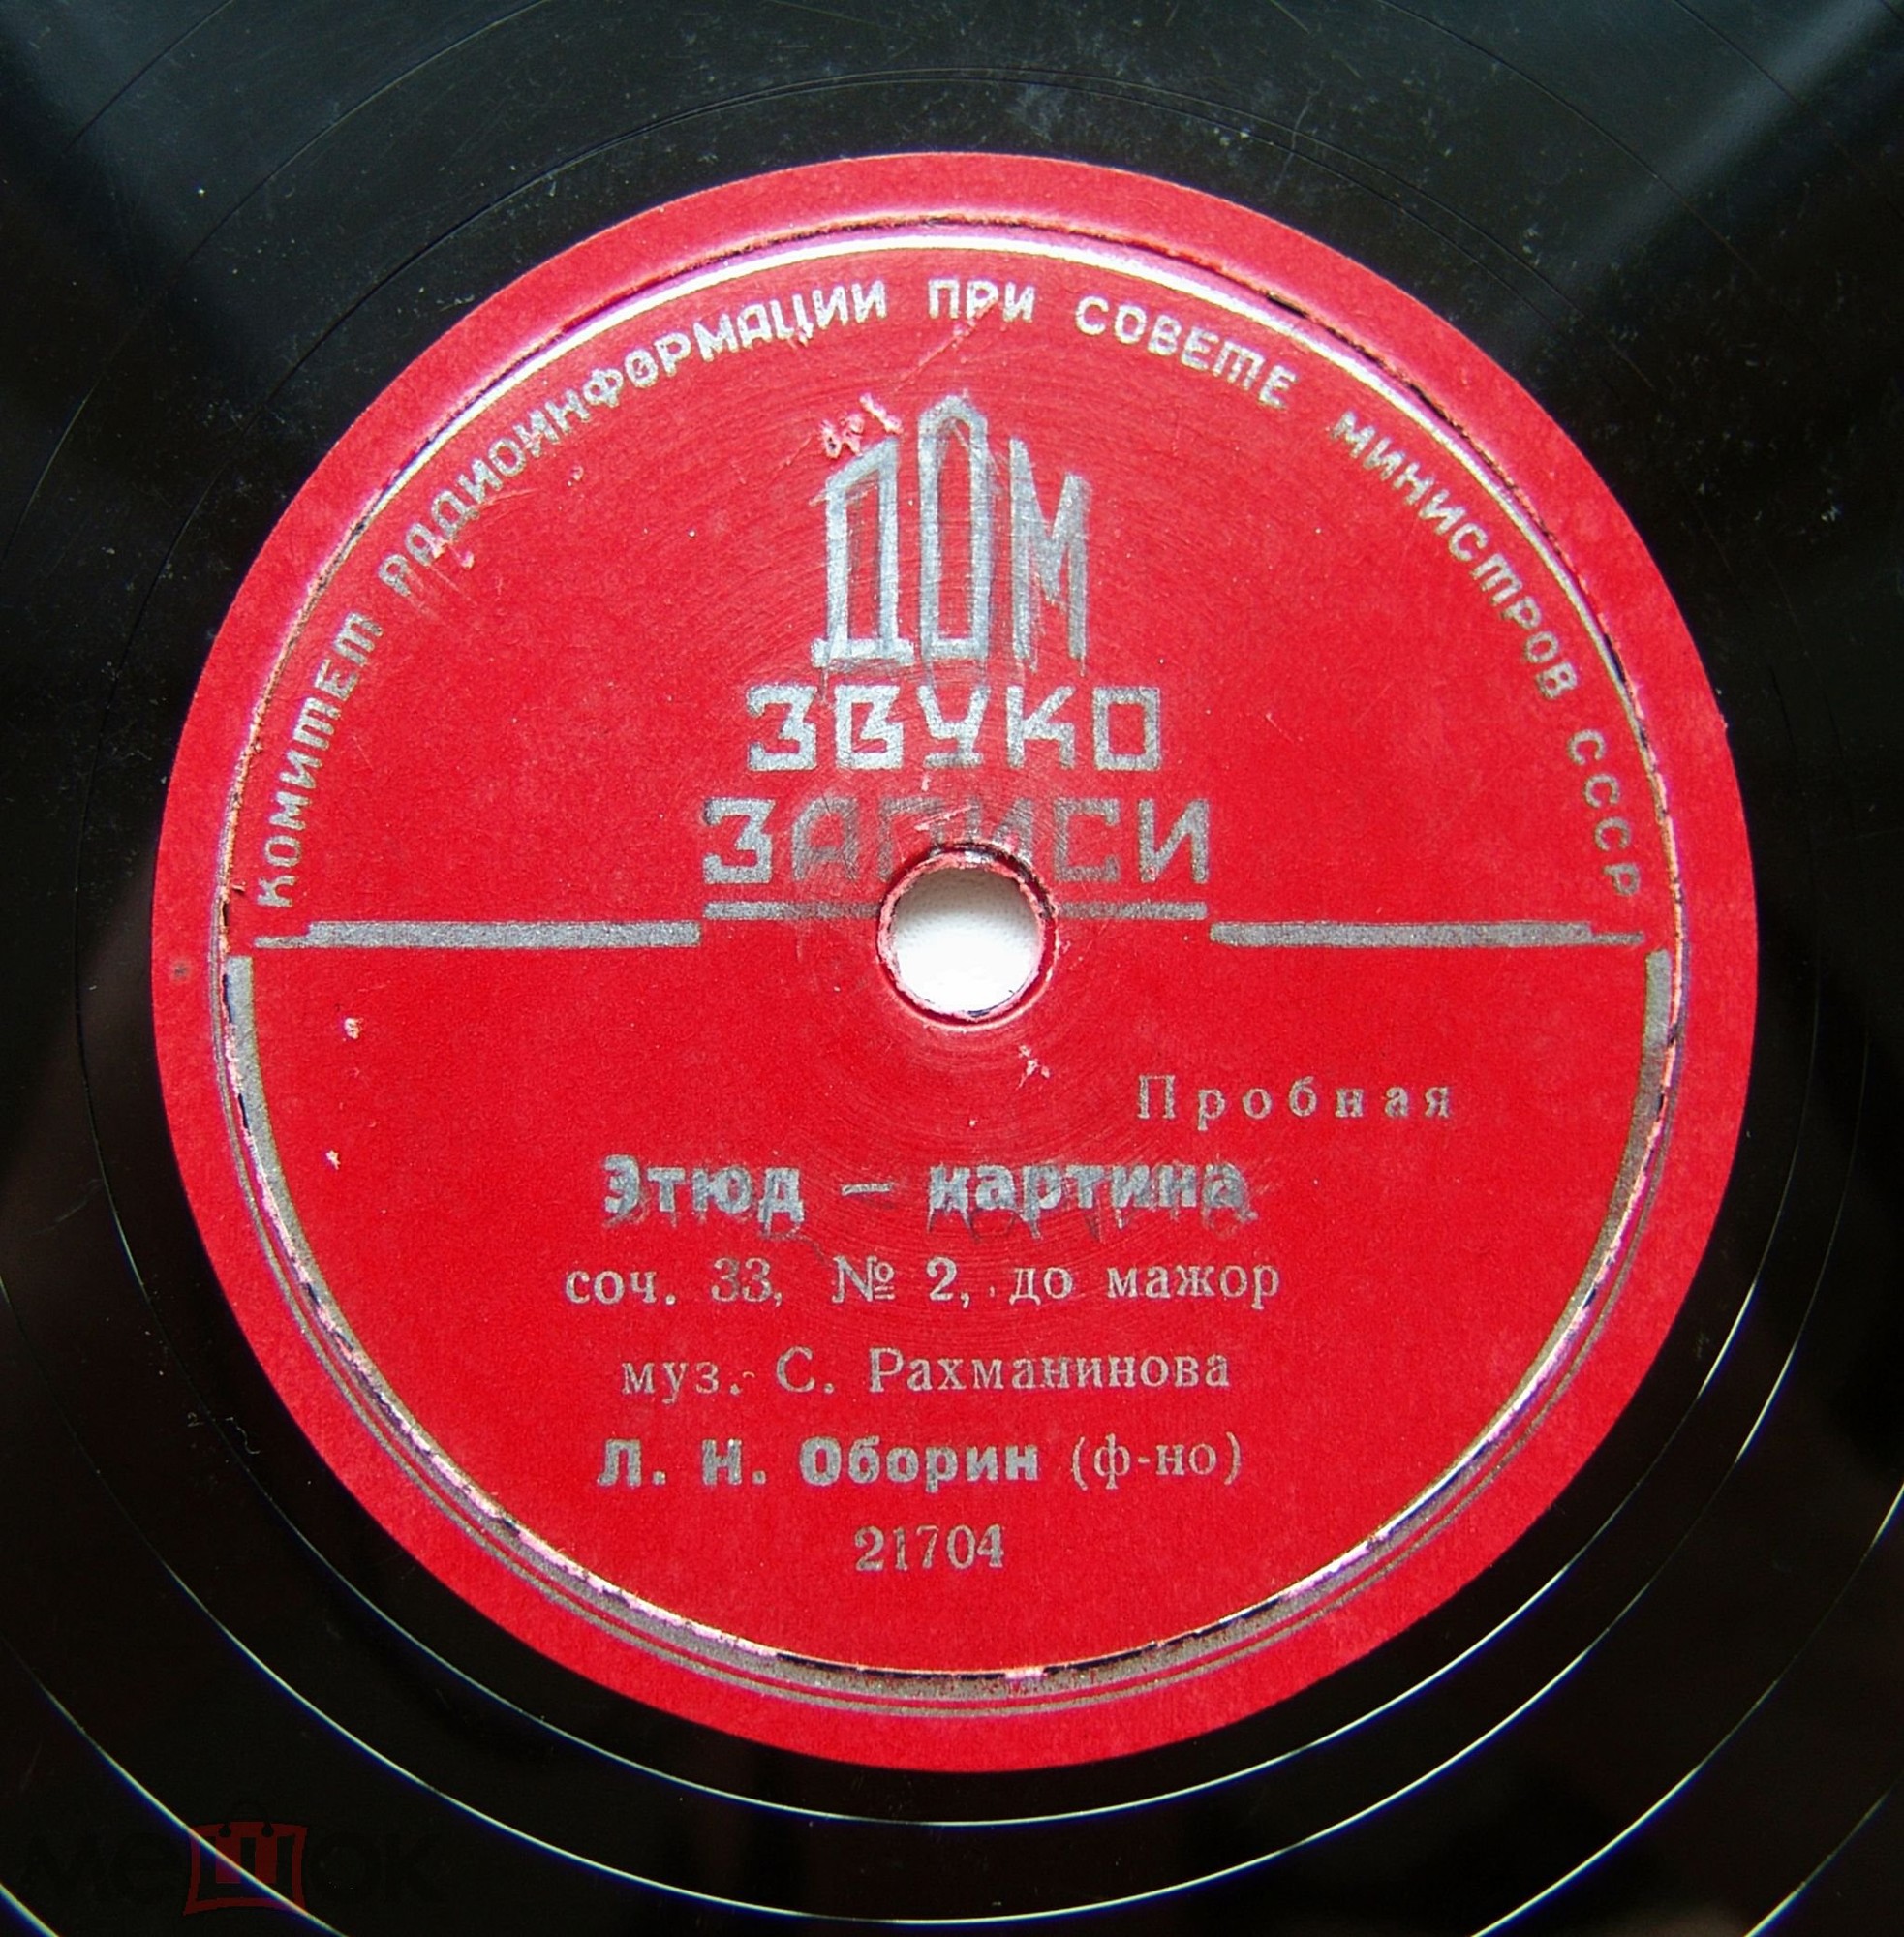 КОМИТЕТ РАДИОИНФОРМАЦИИ ПРИ СОВЕТЕ МИНИСТРОВ СССР
ДОМ
ЗВУКО
ЗАПИСИ
Пробная
Этюд — картина
соч. 33, № 2, до мажор
муз. С. Рахманинова
Л. Н. Оборин (ф-но)
21704
мешок